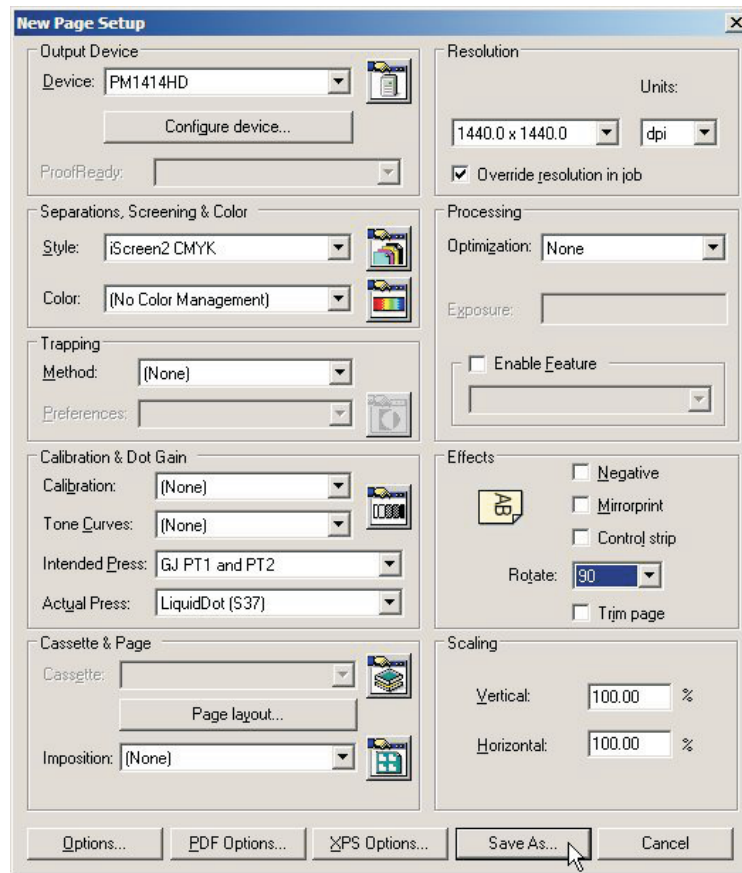 New Page Setup
Output Device
Device: PM1414HD
Configure device...
ProofReady:
Resolution
Units:
1440.0 x 1440.0 dpi
Override resolution in job
Separations, Screening & Color
Style: iScreen2 CMYK
Color: (No Color Management)
Processing
Optimization: None
Exposure:
Enable Feature
Trapping
Method: (None)
Preferences:
Calibration & Dot Gain
Calibration: (None)
Tone Curves: (None)
Intended Press: GJ PT1 and PT2
Actual Press: LiquidDot (S37)
Effects
AB
Negative
Mirrorprint
Control strip
Rotate: 90
Trim page
Cassette & Page
Cassette:
Page layout...
Imposition: (None)
Scaling
Vertical: 100.00 %
Horizontal: 100.00 %
Options... PDF Options... XPS Options... Save As... Cancel